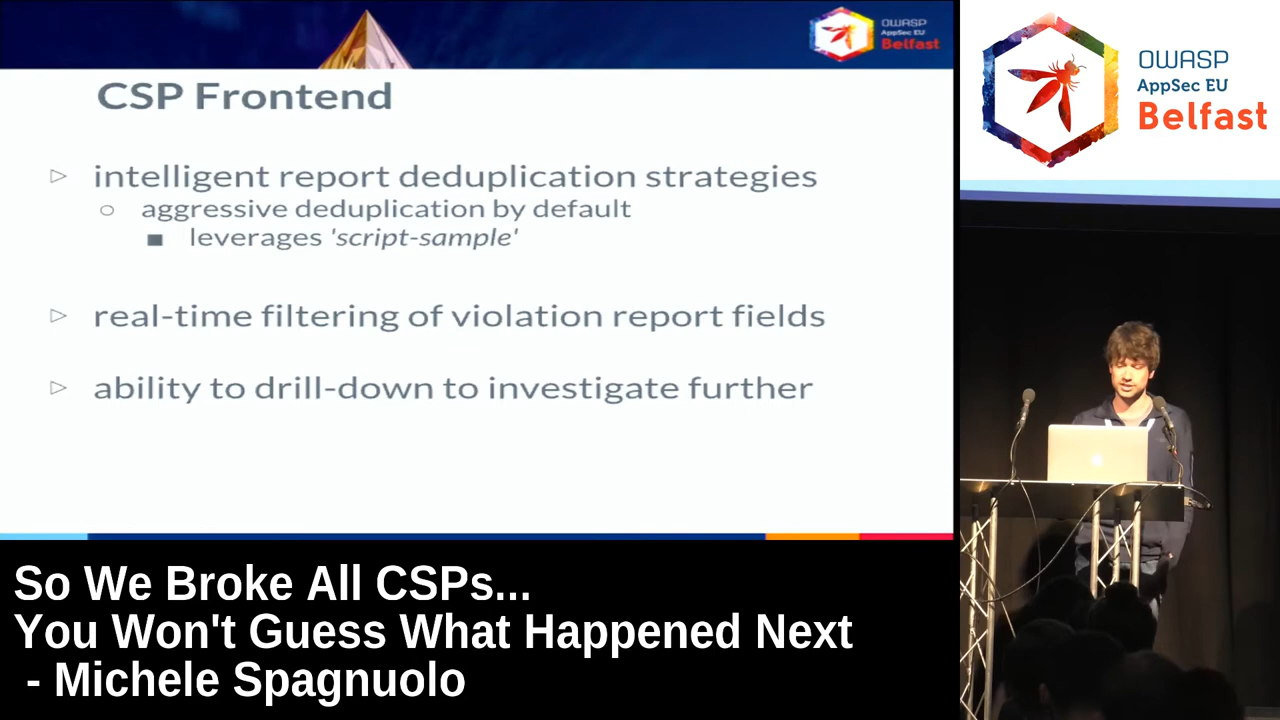 OWASP
AppSec EU
Belfast
CSP Frontend
intelligent report deduplication strategies
aggressive deduplication by default
leverages 'script-sample'
real-time filtering of violation report fields
ability to drill-down to investigate further
OWASP
AppSec EU
Belfast
So We Broke All CSPs...
You Won't Guess What Happened Next
- Michele Spagnuolo